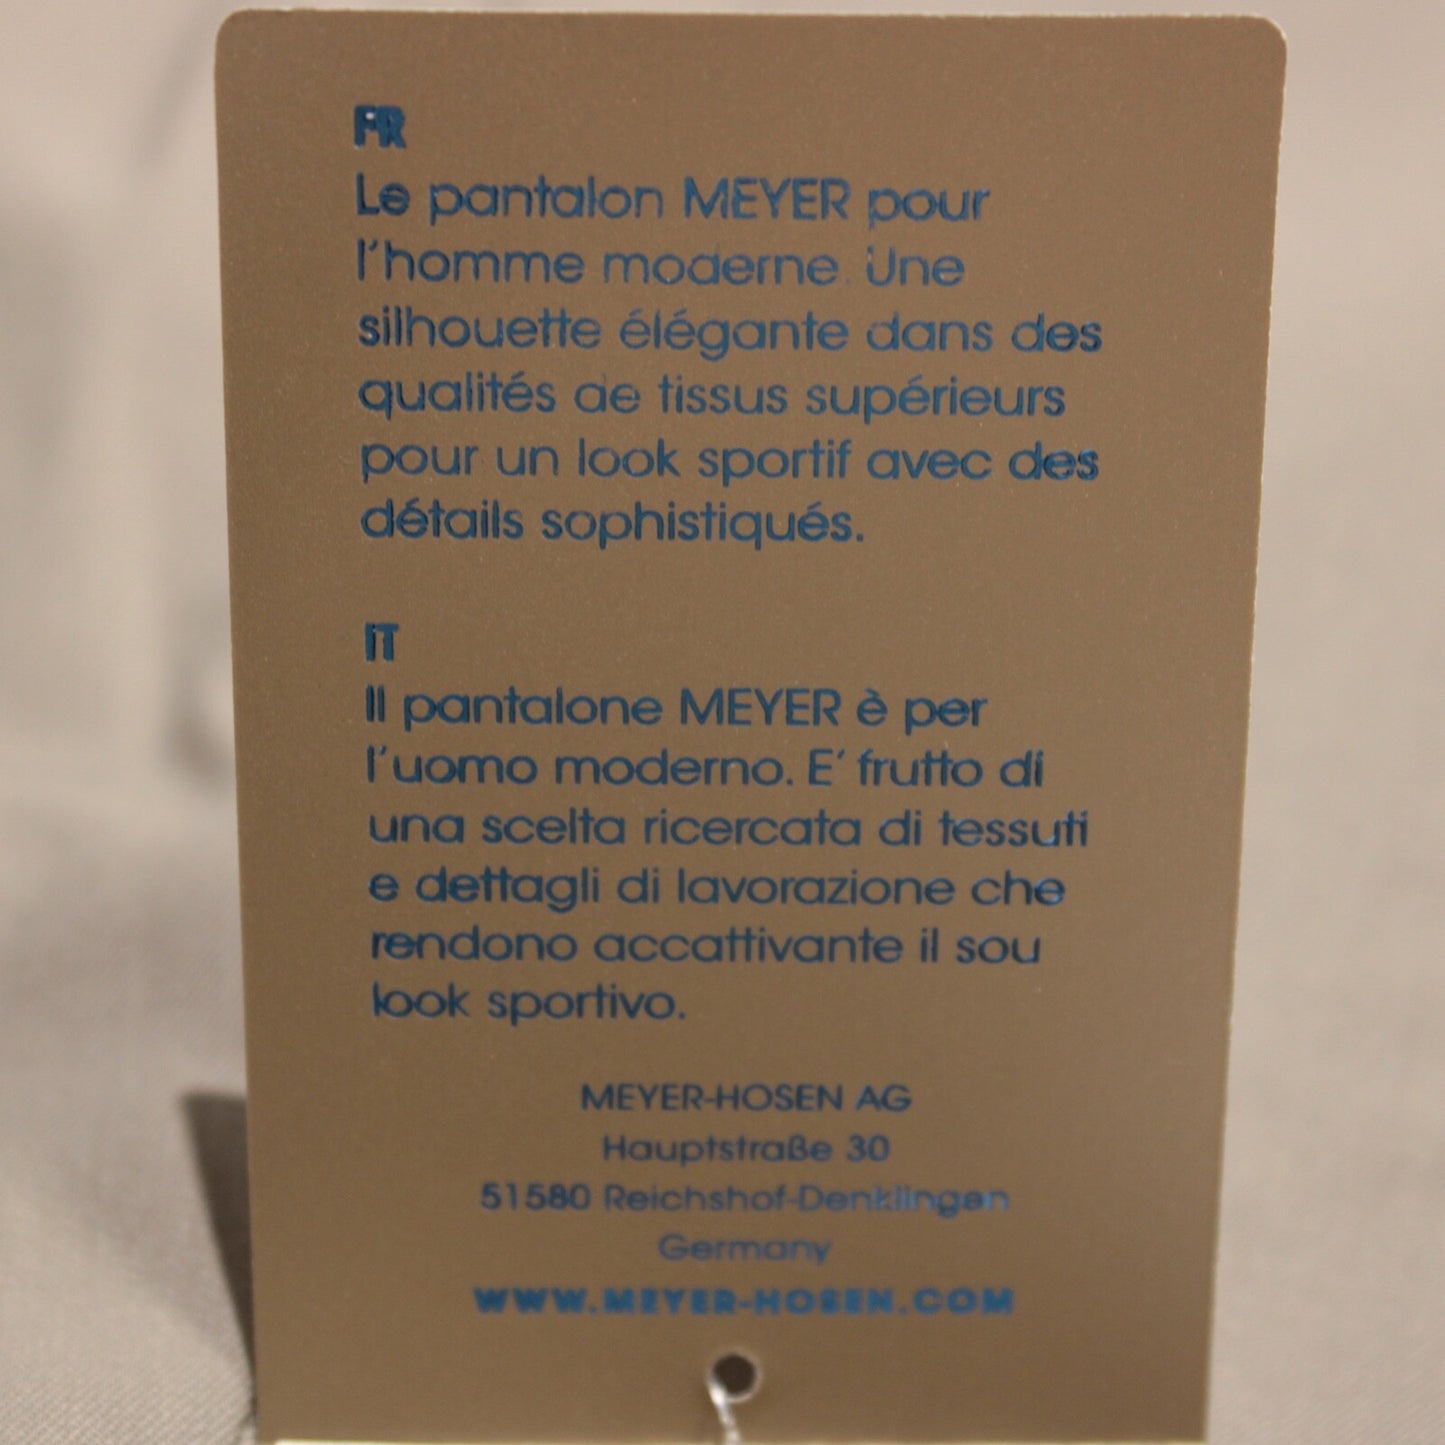 FR
Le pantalon MEYER pour
l'homme moderne. Une
silhouette élégante dans des
qualités de tissus supérieurs
pour un look sportif avec des
détails sophistiqués.
IT
Il pantalone MEYER è per
l'uomo moderno. E' frutto di
una scelta ricercata di tessuti
e dettagli di lavorazione che
rendono accattivante il sou
look sportivo.
MEYER-HOSEN AG
Hauptstraße 30
51580 Reichshof-Denklingen
Germany
WWW.MEYER-HOSEN.COM